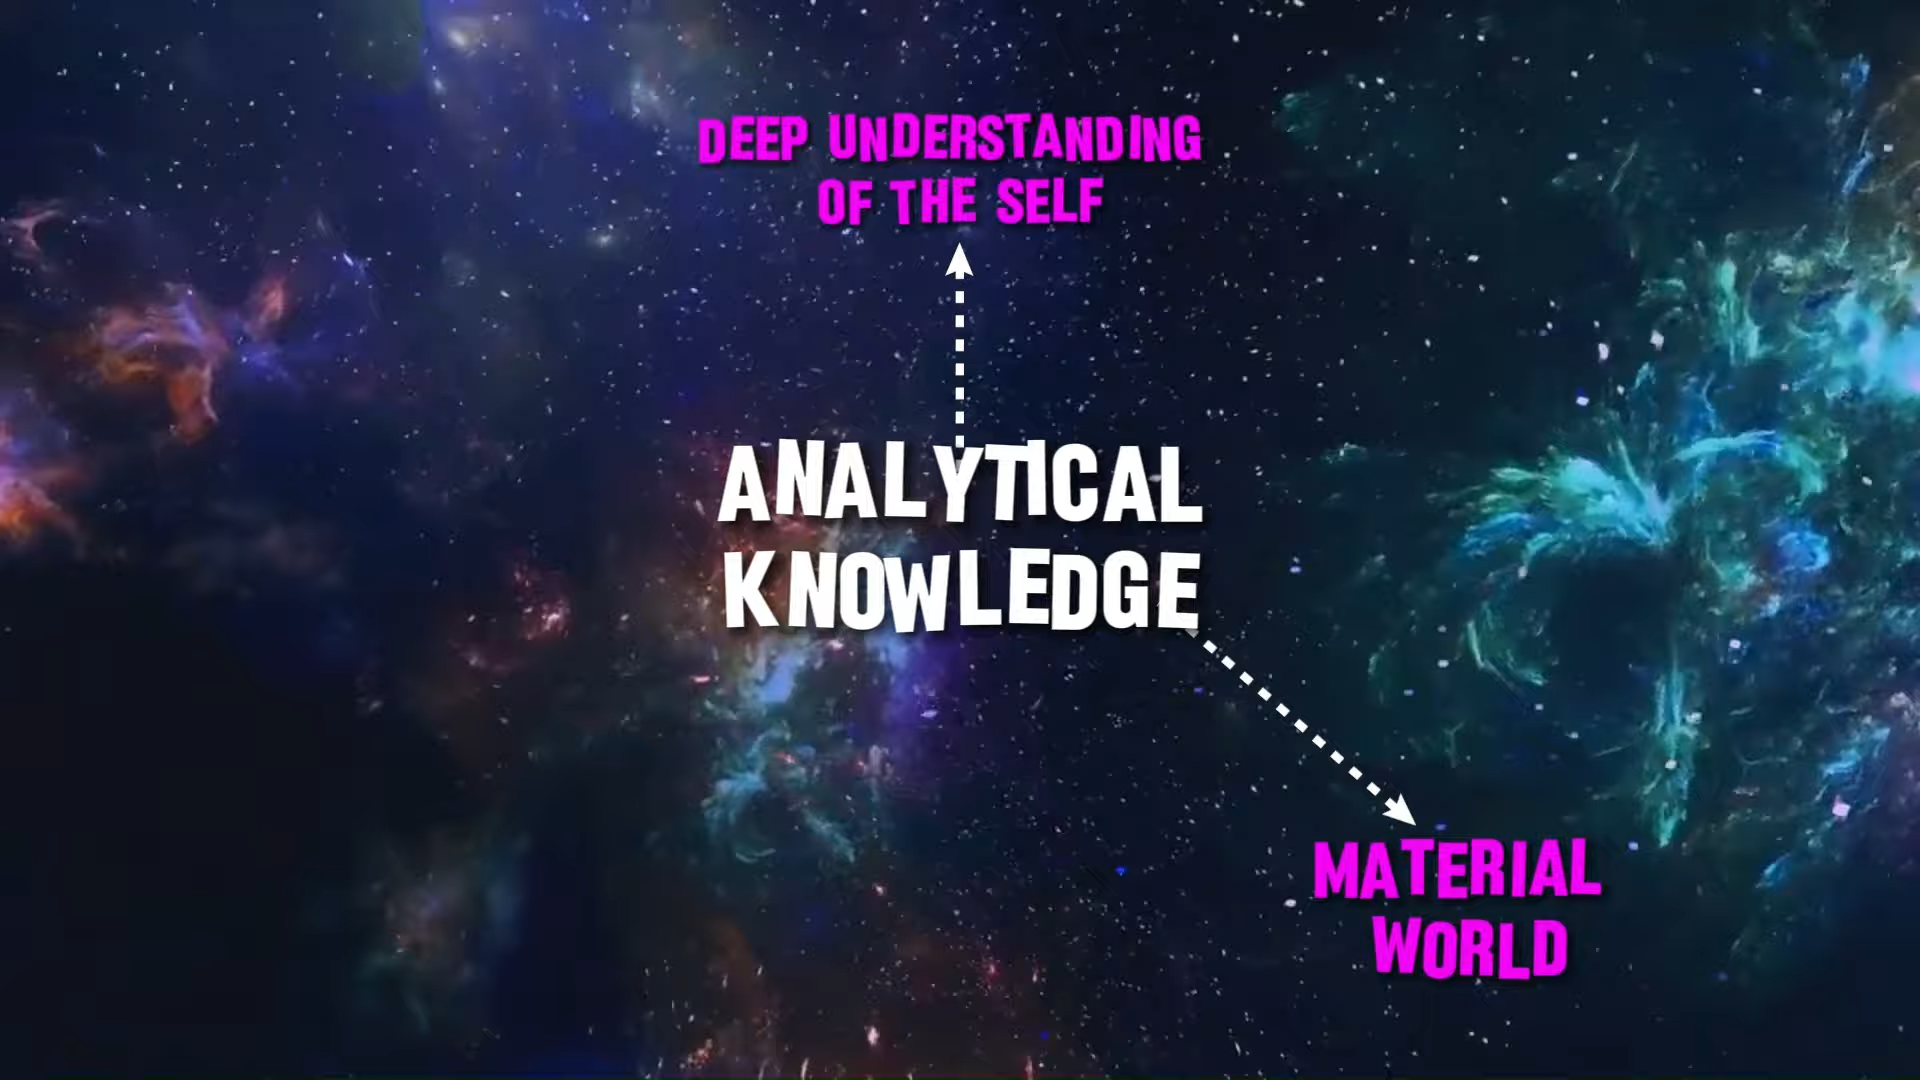 DEEP UNDERSTANDING
OF THE SELF
ANALYTICAL
KNOWLEDGE
MATERIAL
WORLD